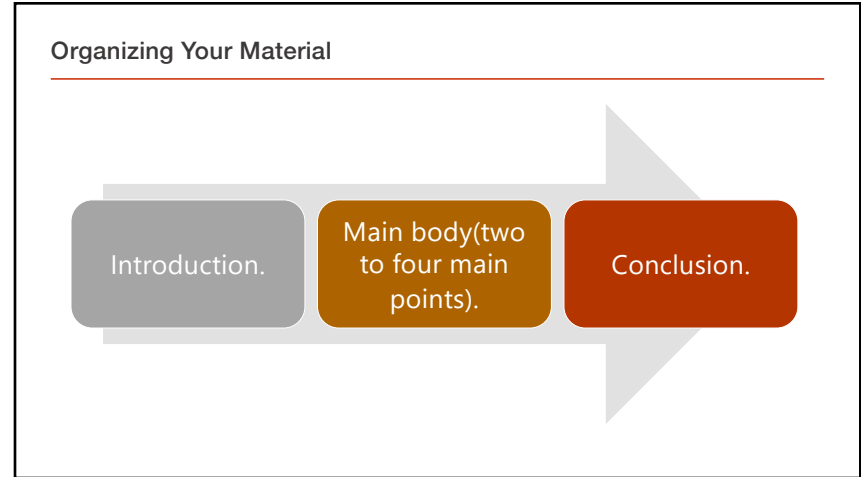 Organizing Your Material
Introduction.
Main body(two
to four main
points).
Conclusion.